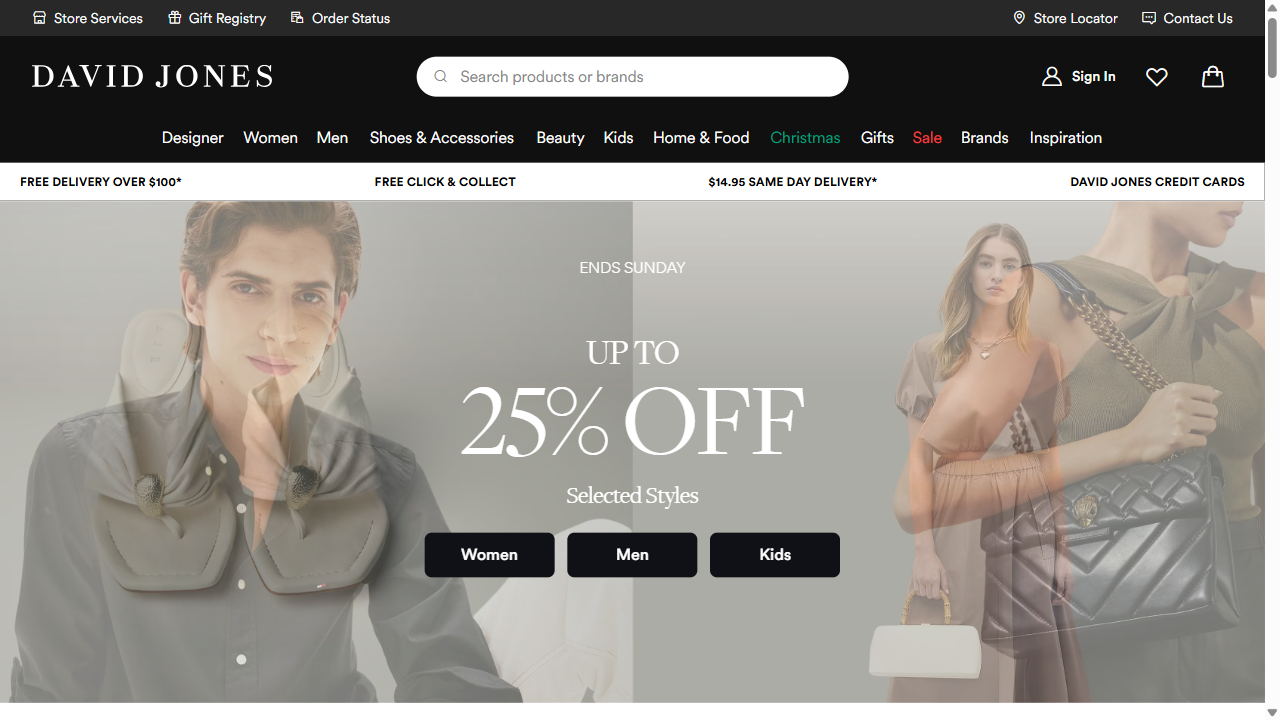 Store Services
Gift Registry
Order Status
Store Locator
Contact Us
DAVID JONES
Search products or brands
Sign In
Designer
Women
Men
Shoes & Accessories
Beauty
Kids
Home & Food
Christmas
Gifts
Sale
Brands
Inspiration
FREE DELIVERY OVER $100*
FREE CLICK & COLLECT
$14.95 SAME DAY DELIVERY*
DAVID JONES CREDIT CARDS
ENDS SUNDAY
UP TO
25% OFF
Selected Styles
Women
Men
Kids